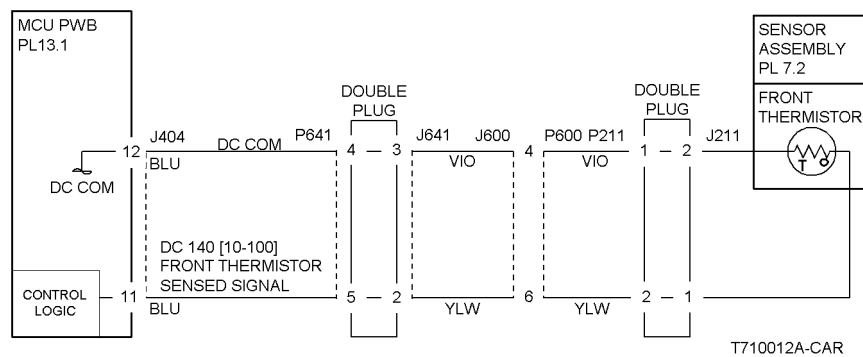 MCU PWB
PL13.1
SENSOR
ASSEMBLY
PL 7.2
FRONT
THERMISTOR
T
DOUBLE
PLUG
DOUBLE
PLUG
12 J404 DC COM P641 4 3 J641 J600 4 P600 P211 1 2 J211
BLU VIO VIO
DC COM
DC 140 [10-100]
FRONT THERMISTOR
SENSED SIGNAL
CONTROL
LOGIC
11 5 2 6 2 1
BLU YLW YLW
T710012A-CAR